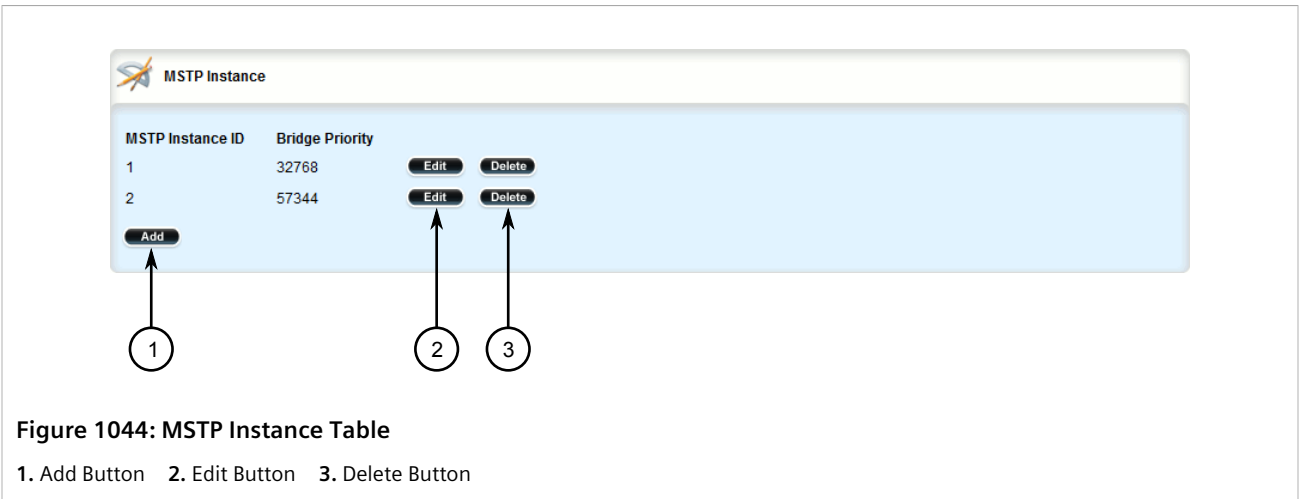 MSTP Instance
MSTP Instance ID Bridge Priority
1 32768 Edit Delete
2 57344 Edit Delete
Add
1 2 3
Figure 1044: MSTP Instance Table
1. Add Button 2. Edit Button 3. Delete Button